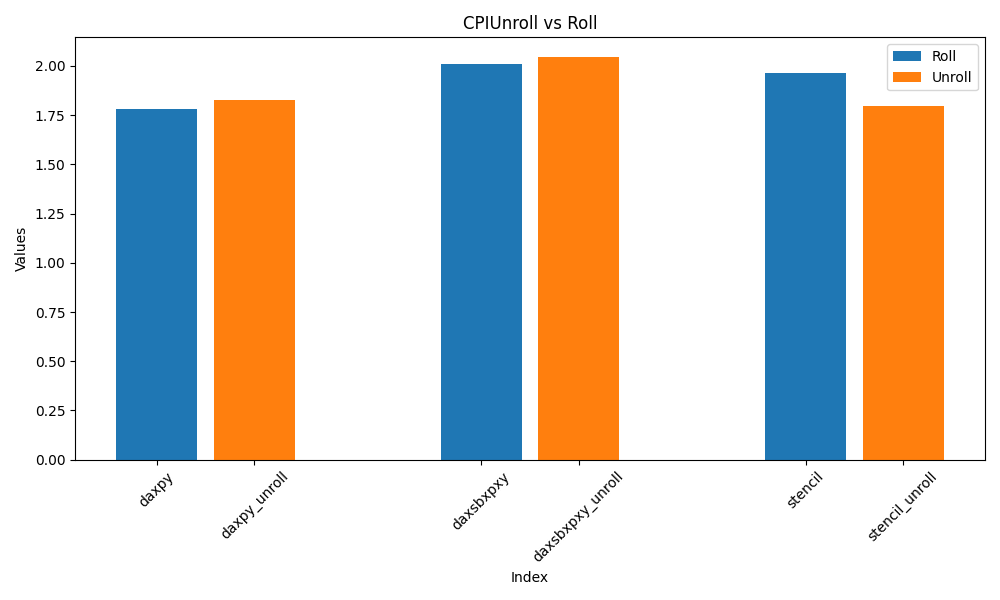 CPIUnroll vs Roll
Roll
Unroll
Values
2.00
1.75
1.50
1.25
1.00
0.75
0.50
0.25
0.00
daxpy
daxpy_unroll
daxsbxpxy
daxsbxpxy_unroll
stencil
stencil_unroll
Index